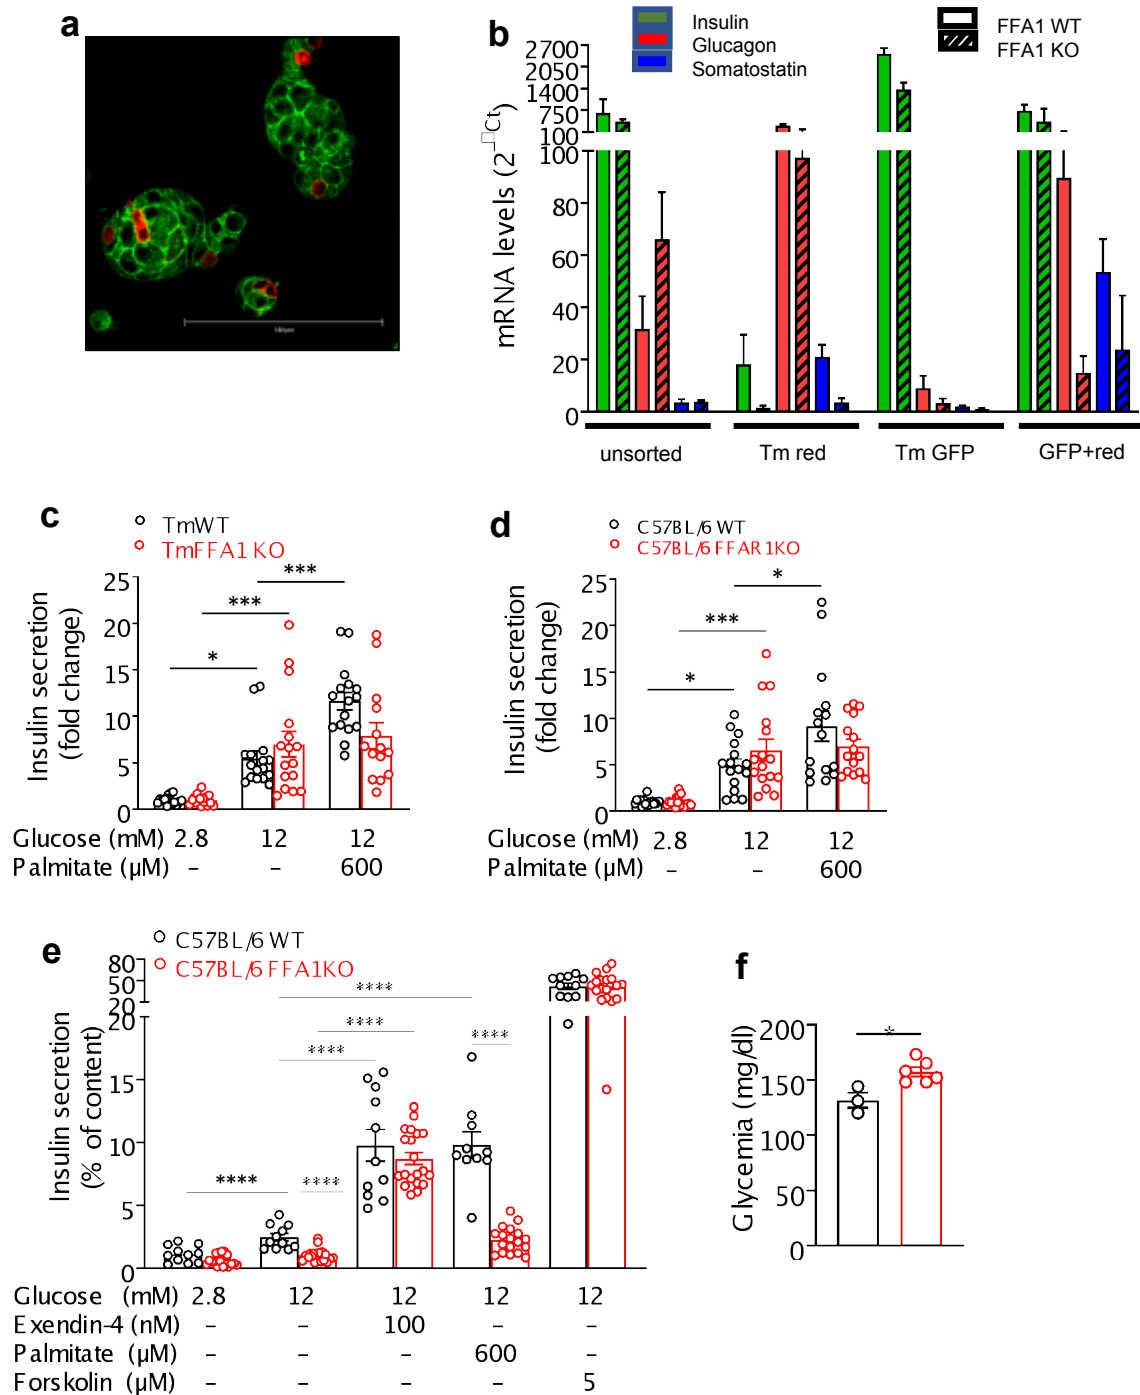 a
b
Insulin
Glucagon
Somatostatin
FFA1 WT
FFA1 KO
mRNA levels (2^-□Ct)
2700
2050
1400
750
100
100
80
60
40
20
0
unsorted
Tm red
Tm GFP
GFP+red
c
TmWT
TmFFA1 KO
Insulin secretion
(fold change)
25
20
15
10
5
0
*
***
***
Glucose (mM) 2.8 12 12
Palmitate (μM) – – 600
d
C57BL/6 WT
C57BL/6 FFAR1KO
Insulin secretion
(fold change)
25
20
15
10
5
0
*
***
*
2.8 12 12
– – 600
e
C57BL/6 WT
C57BL/6 FFA1KO
Insulin secretion
(% of content)
80
50
20
20
15
10
5
0
****
****
****
****
****
****
Glucose (mM) 2.8 12 12 12 12
Exendin-4 (nM) – – 100 – –
Palmitate (μM) – – – 600 –
Forskolin (μM) – – – – 5
f
Glycemia (mg/dl)
200
150
100
50
0
*